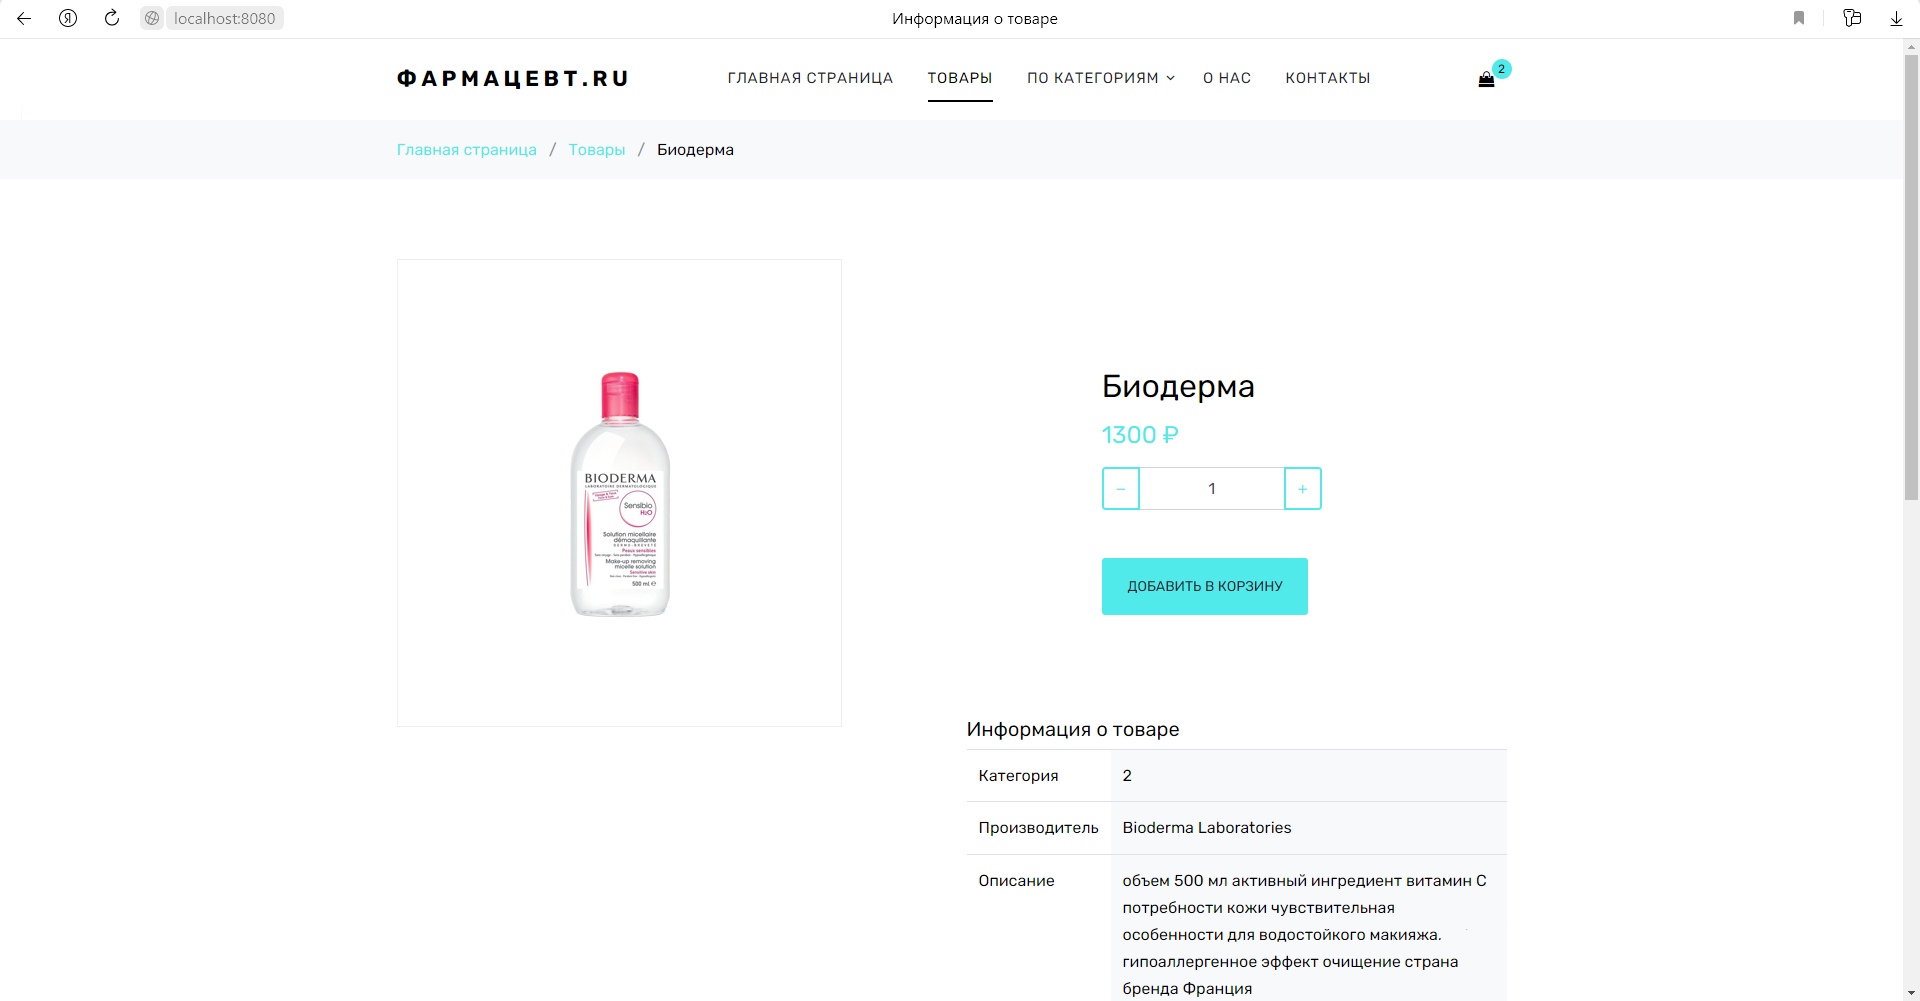 localhost:8080
Информация о товаре
ФАРМАЦЕВТ.RU
ГЛАВНАЯ СТРАНИЦА
ТОВАРЫ
ПО КАТЕГОРИЯМ
О НАС
КОНТАКТЫ
2
Главная страница / Товары / Биодерма
BIODERMA
LABORATOIRE DERMATOLOGIQUE
Sensibio
H₂O
Solution micellaire
démaquillante
DERMO-BREVETÉ
Peaux sensibles
Make-up removing
micelle solution
Sensitive skin
500 ml ℮
Биодерма
1300 ₽
− 1 +
ДОБАВИТЬ В КОРЗИНУ
Информация о товаре
Категория 2
Производитель Bioderma Laboratories
Описание объем 500 мл активный ингредиент витамин С
потребности кожи чувствительная
особенности для водостойкого макияжа.
гипоаллергенное эффект очищение страна
бренда Франция